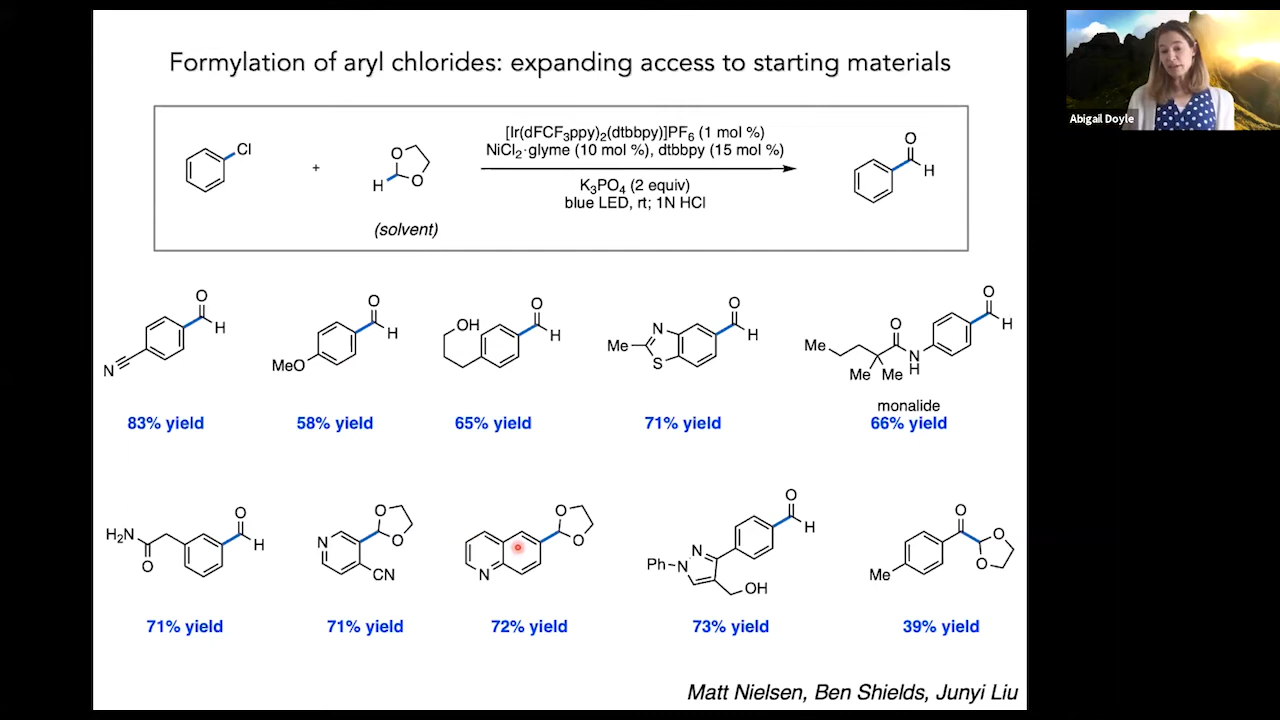 Formylation of aryl chlorides: expanding access to starting materials
Abigail Doyle
Cl
+
O
O
H
(solvent)
[Ir(dFCF₃ppy)₂(dtbbpy)]PF₆ (1 mol %)
NiCl₂·glyme (10 mol %), dtbbpy (15 mol %)
K₃PO₄ (2 equiv)
blue LED, rt; 1N HCl
O
H
O
H
N
83% yield
O
H
MeO
58% yield
O
H
OH
65% yield
O
H
N
Me
S
71% yield
O
H
O
Me
N
H
Me Me
monalide
66% yield
O
H
H₂N
O
71% yield
O
O
N
CN
71% yield
O
O
N
72% yield
O
H
N
Ph
N
OH
73% yield
O
O
O
Me
39% yield
Matt Nielsen, Ben Shields, Junyi Liu